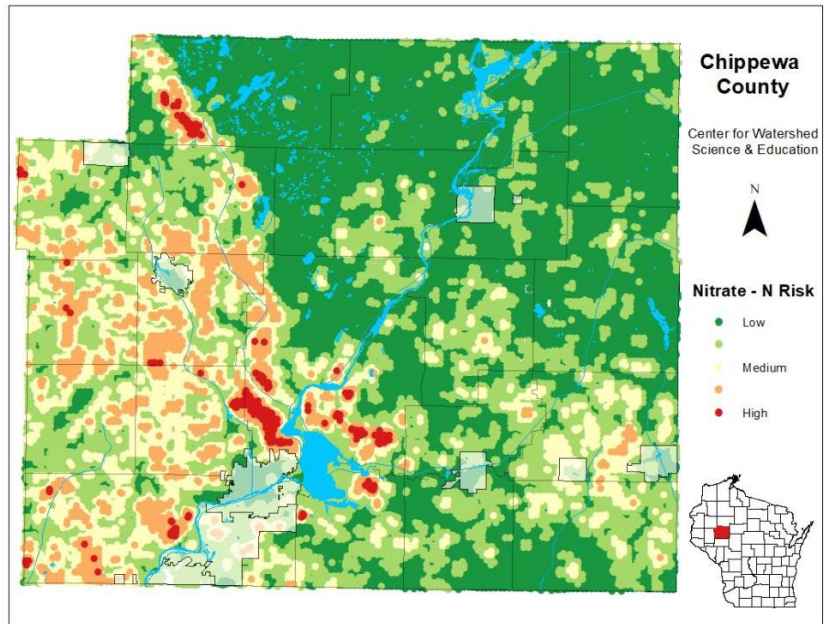 Chippewa
County
Center for Watershed
Science & Education
N
Nitrate - N Risk
Low
Medium
High